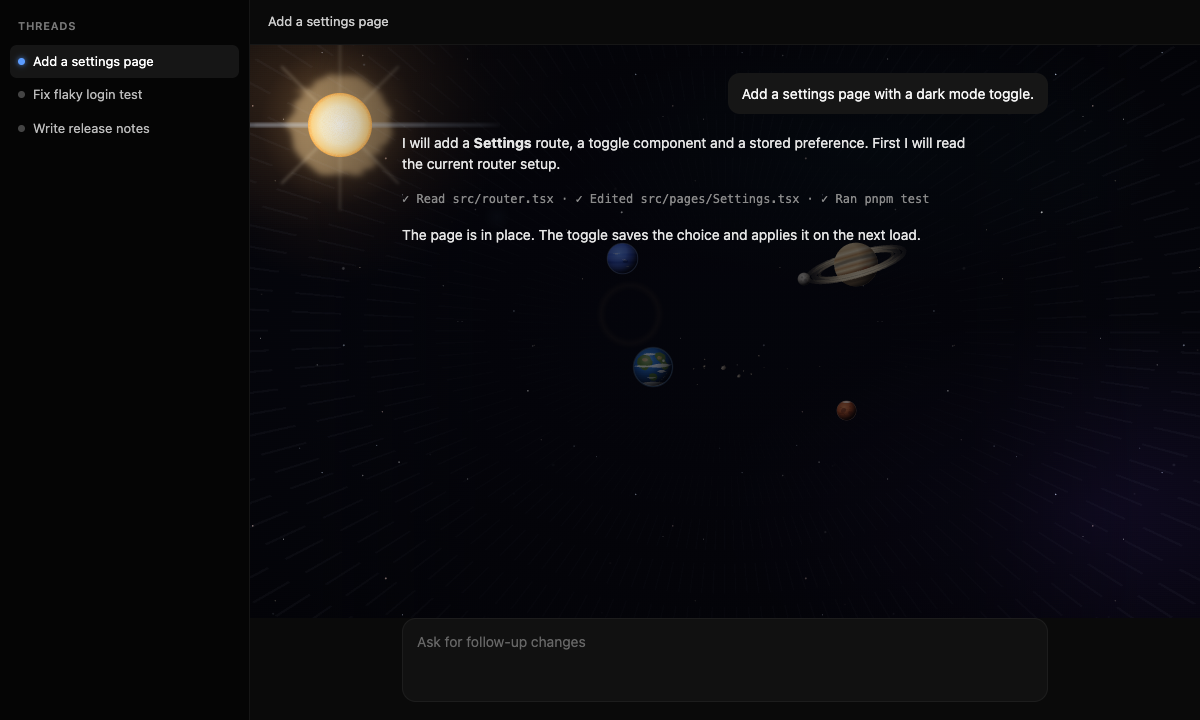 THREADS
Add a settings page
Fix flaky login test
Write release notes
Add a settings page
Add a settings page with a dark mode toggle.
I will add a Settings route, a toggle component and a stored preference. First I will read
the current router setup.
✓ Read src/router.tsx · ✓ Edited src/pages/Settings.tsx · ✓ Ran pnpm test
The page is in place. The toggle saves the choice and applies it on the next load.
Ask for follow-up changes